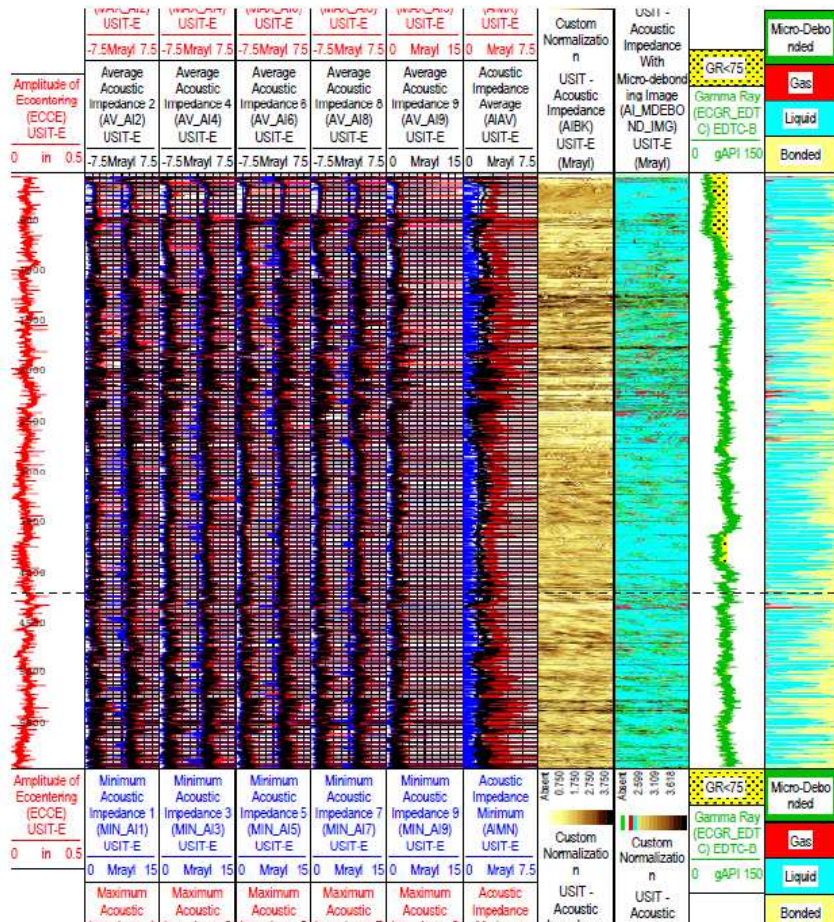 (MAX_AI2)
USIT-E
-7.5Mrayl 7.5
Average
Acoustic
Impedance 2
(AV_AI2)
USIT-E
-7.5Mrayl 7.5
(MAX_AI4)
USIT-E
-7.5Mrayl 7.5
Average
Acoustic
Impedance 4
(AV_AI4)
USIT-E
-7.5Mrayl 7.5
USIT-E
-7.5Mrayl 7.5
Average
Acoustic
Impedance 6
(AV_AI6)
USIT-E
-7.5Mrayl 7.5
USIT-E
-7.5Mrayl 7.5
Average
Acoustic
Impedance 8
(AV_AI8)
USIT-E
-7.5Mrayl 7.5
USIT-E
0 Mrayl 15
Average
Acoustic
Impedance 9
(AV_AI9)
USIT-E
0 Mrayl 15
USIT-E
0 Mrayl 7.5
Acoustic
Impedance
Average
(AIAV)
USIT-E
0 Mrayl 7.5
Amplitude of
Eccentering
(ECCE)
USIT-E
0 in 0.5
Custom
Normalizatio
n
USIT -
Acoustic
Impedance
(AIBK)
USIT-E
(Mrayl)
USIT -
Acoustic
Impedance
With
Micro-debond
ing Image
(AI_MDEBO
ND_IMG)
USIT-E
(Mrayl)
GR<75
Gamma Ray
(ECGR_EDT
C) EDTC-B
0 gAPI 150
Micro-Debo
nded
Gas
Liquid
Bonded
Amplitude of
Eccentering
(ECCE)
USIT-E
0 in 0.5
Minimum
Acoustic
Impedance 1
(MIN_AI1)
USIT-E
0 Mrayl 15
Maximum
Acoustic
Minimum
Acoustic
Impedance 3
(MIN_AI3)
USIT-E
0 Mrayl 15
Maximum
Acoustic
Minimum
Acoustic
Impedance 5
(MIN_AI5)
USIT-E
0 Mrayl 15
Maximum
Acoustic
Minimum
Acoustic
Impedance 7
(MIN_AI7)
USIT-E
0 Mrayl 15
Maximum
Acoustic
Minimum
Acoustic
Impedance 9
(MIN_AI9)
USIT-E
0 Mrayl 15
Maximum
Acoustic
Acoustic
Impedance
Minimum
(AIMN)
USIT-E
0 Mrayl 7.5
Acoustic
Impedance
Absent
0.750
1.750
2.750
3.750
Custom
Normalizatio
n
USIT -
Acoustic
Absent
2.599
3.109
3.618
Custom
Normalizatio
n
USIT -
Acoustic
GR<75
Gamma Ray
(ECGR_EDT
C) EDTC-B
0 gAPI 150
Micro-Debo
nded
Gas
Liquid
Bonded